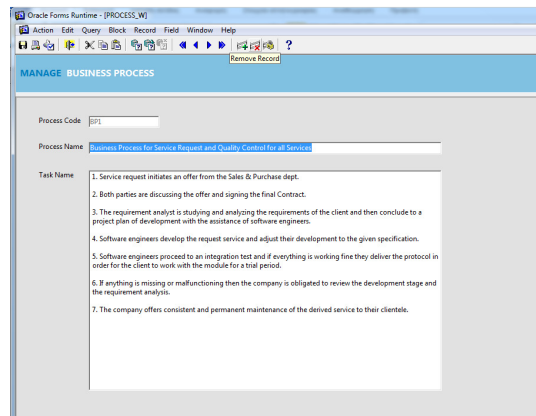 Oracle Forms Runtime - [PROCESS_W]
Action Edit Query Block Record Field Window Help
Remove Record
MANAGE BUSINESS PROCESS
Process Code BP1
Process Name Business Process for Service Request and Quality Control for all Services
Task Name
1. Service request initiates an offer from the Sales & Purchase dept.
2. Both parties are discussing the offer and signing the final Contract.
3. The requirement analyst is studying and analyzing the requirements of the client and then conclude to a
project plan of development with the assistance of software engineers.
4. Software engineers develop the request service and adjust their development to the given specification.
5. Software engineers proceed to an integration test and if everything is working fine they deliver the protocol in
order for the client to work with the module for a trial period.
6. If anything is missing or malfunctioning then the company is obligated to review the development stage and
the requirement analysis.
7. The company offers consistent and permanent maintenance of the derived service to their clientele.